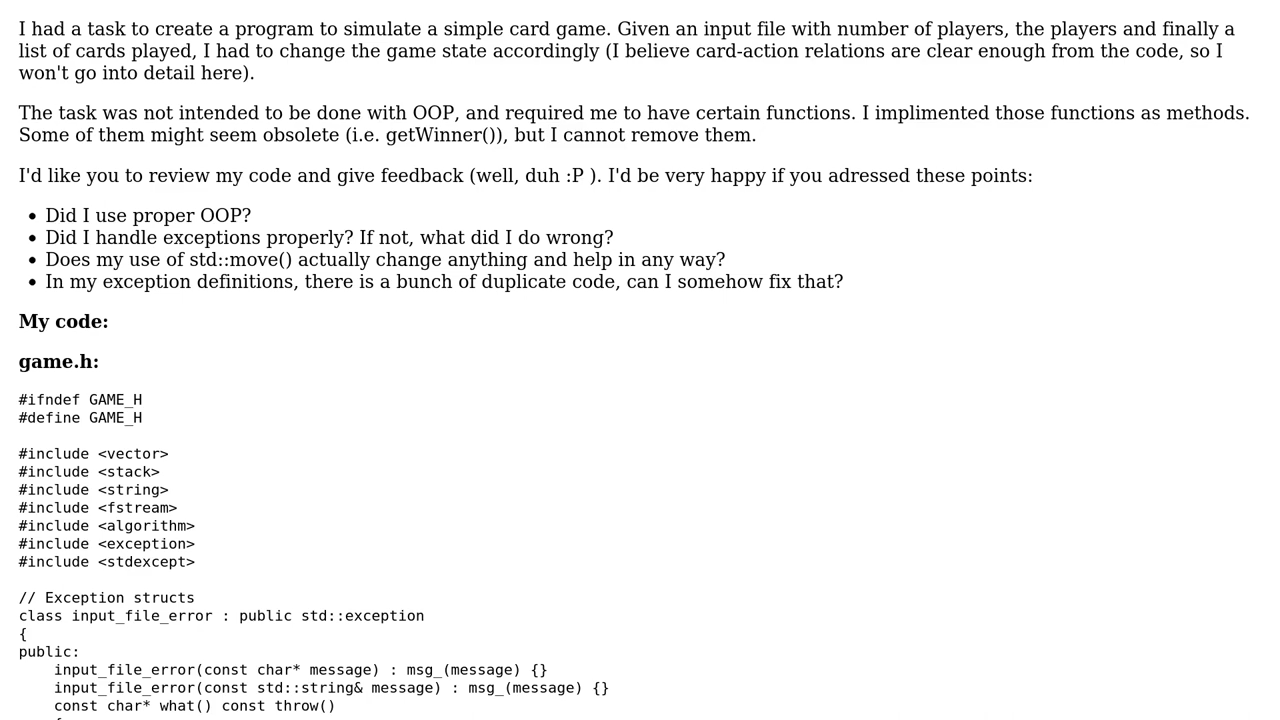 I had a task to create a program to simulate a simple card game. Given an input file with number of players, the players and finally a
list of cards played, I had to change the game state accordingly (I believe card-action relations are clear enough from the code, so I
won't go into detail here).
The task was not intended to be done with OOP, and required me to have certain functions. I implimented those functions as methods.
Some of them might seem obsolete (i.e. getWinner()), but I cannot remove them.
I'd like you to review my code and give feedback (well, duh :P ). I'd be very happy if you adressed these points:
• Did I use proper OOP?
• Did I handle exceptions properly? If not, what did I do wrong?
• Does my use of std::move() actually change anything and help in any way?
• In my exception definitions, there is a bunch of duplicate code, can I somehow fix that?
My code:
game.h:
#ifndef GAME_H
#define GAME_H
#include <vector>
#include <stack>
#include <string>
#include <fstream>
#include <algorithm>
#include <exception>
#include <stdexcept>
// Exception structs
class input_file_error : public std::exception
{
public:
    input_file_error(const char* message) : msg_(message) {}
    input_file_error(const std::string& message) : msg_(message) {}
    const char* what() const throw()